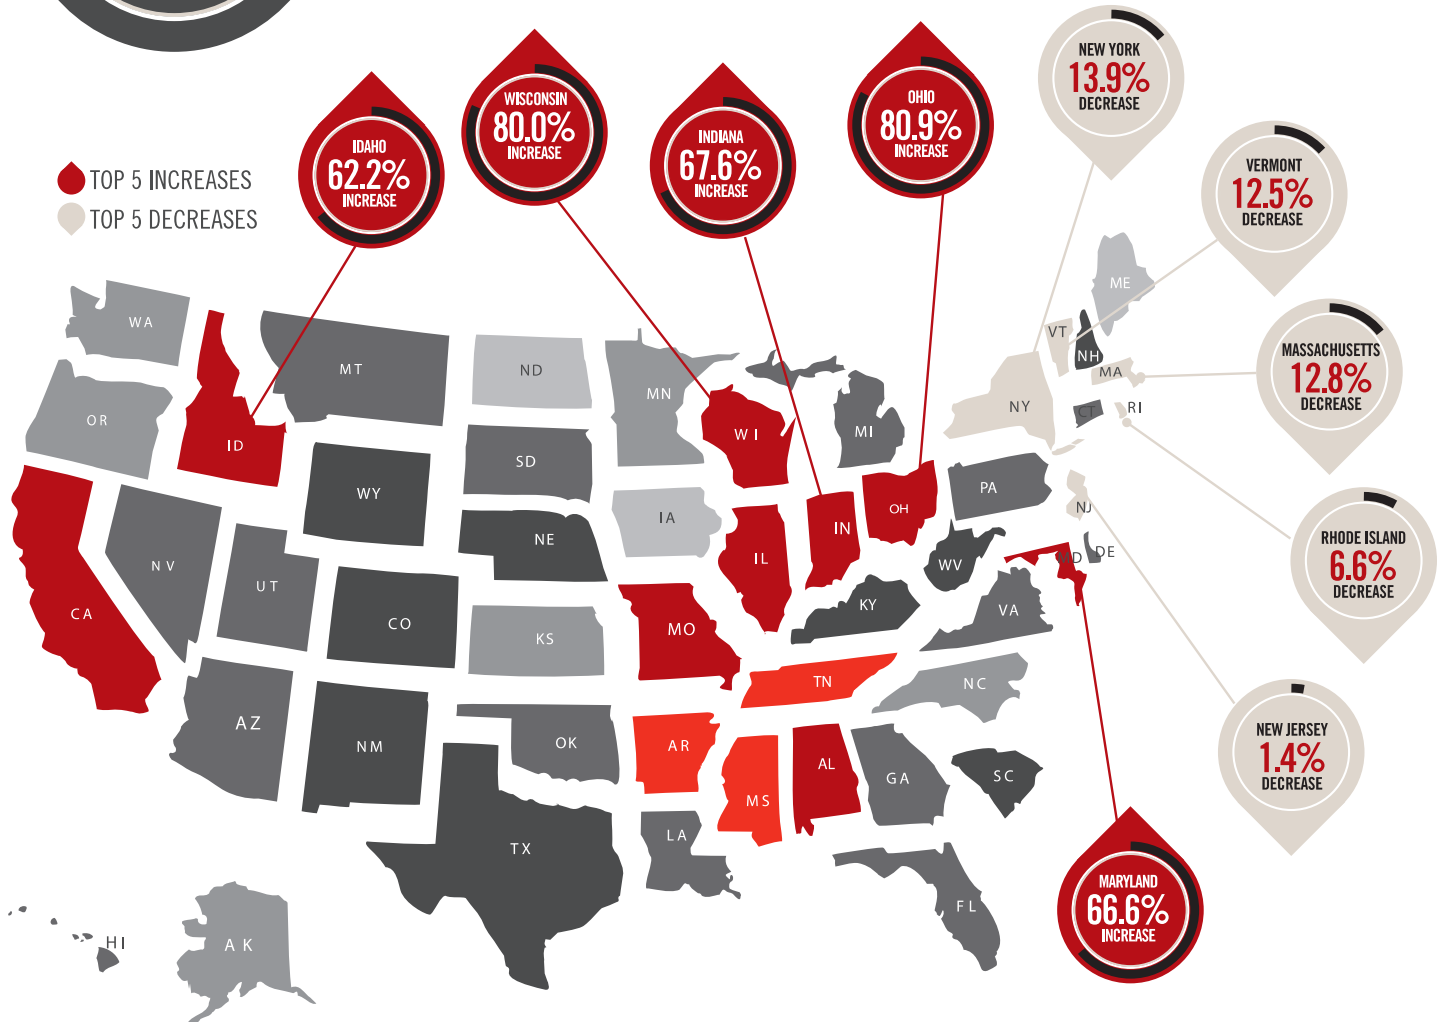 NEW YORK
13.9%
DECREASE
IDAHO
62.2%
INCREASE
WISCONSIN
80.0%
INCREASE
INDIANA
67.6%
INCREASE
OHIO
80.9%
INCREASE
VERMONT
12.5%
DECREASE
TOP 5 INCREASES
TOP 5 DECREASES
MASSACHUSETTS
12.8%
DECREASE
RHODE ISLAND
6.6%
DECREASE
NEW JERSEY
1.4%
DECREASE
MARYLAND
66.6%
INCREASE
WA
OR
ID
MT
ND
MN
WI
MI
ME
VT
NH
MA
NY
CT
RI
SD
WY
NE
IA
IL
IN
OH
PA
NJ
DE
MD
WV
NV
UT
CO
KS
MO
KY
VA
CA
AZ
NM
OK
AR
TN
NC
SC
TX
LA
MS
AL
GA
FL
HI
AK